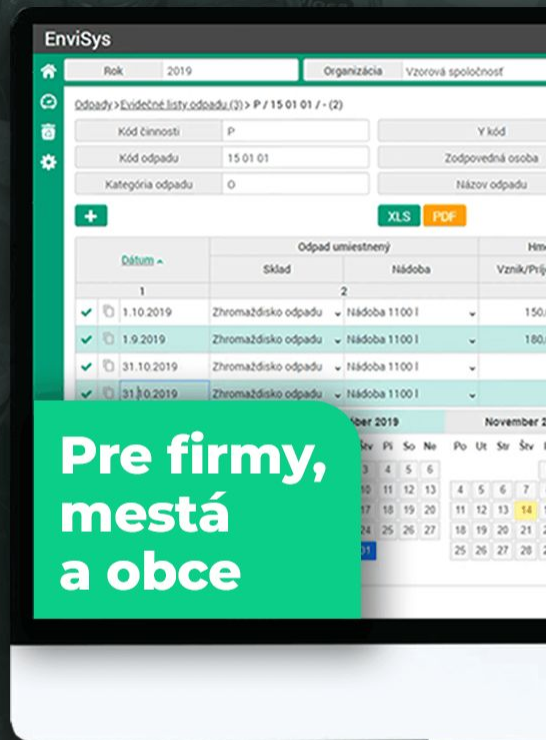 EnviSys
Rok 2019 Organizácia Vzorová spoločnosť
Odpady > Evidečné listy odpadu (3) > P / 15 01 01 / - (2)
Kód činnosti P Y kód
Kód odpadu 15 01 01 Zodpovedná osoba
Kategória odpadu O Názov odpadu
+ XLS PDF
Odpad umiestnený
Dátum Sklad Nádoba Vznik/Prij
1 2
1.10.2019 Zhromaždisko odpadu Nádoba 1100 l 150,
1.9.2019 Zhromaždisko odpadu Nádoba 1100 l 180,
31.10.2019 Zhromaždisko odpadu Nádoba 1100 l
31.10.2019 Zhromaždisko odpadu Nádoba 1100 l
ber 2019 November 2
Štv Pi So Ne Po Ut Str Štv
3 4 5 6
10 11 12 13 4 5 6 7
17 18 19 20 11 12 13 14
24 25 26 27 18 19 20 21
25 26 27 28
Pre firmy,
mestá
a obce